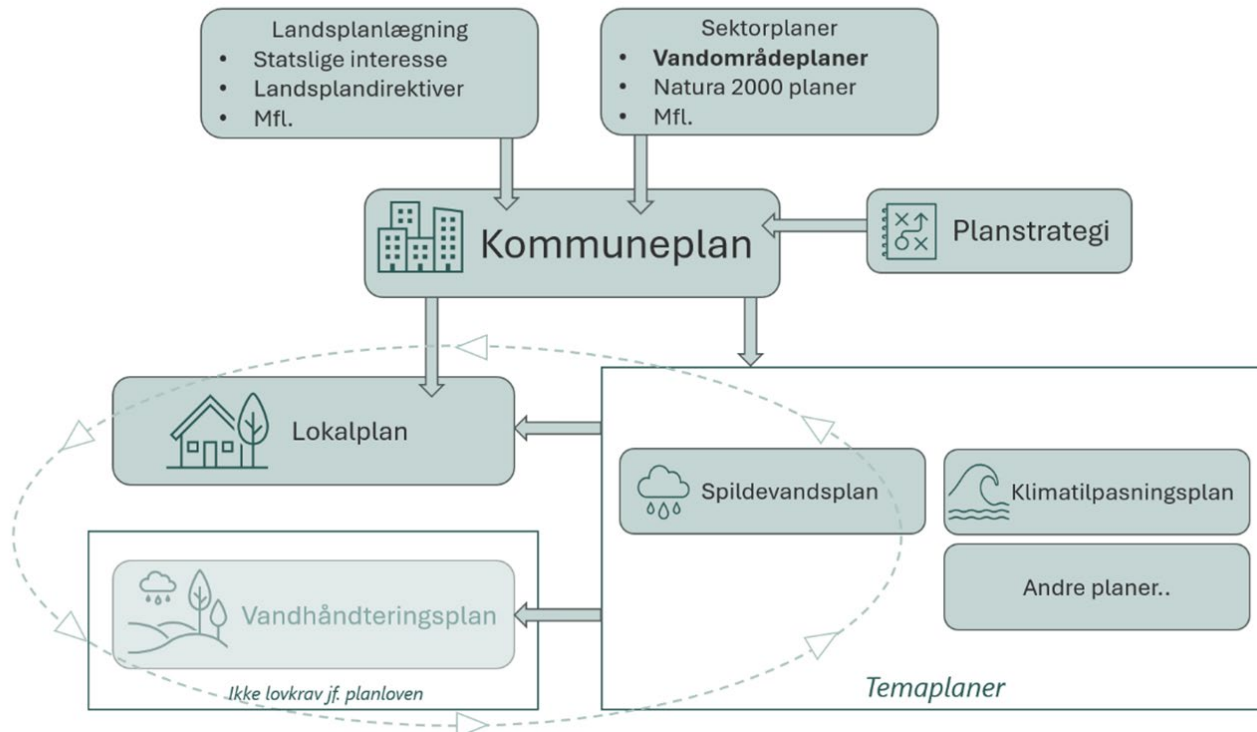 Landsplanlægning
• Statslige interesse
• Landsplandirektiver
• Mfl.
Sektorplaner
• Vandområdeplaner
• Natura 2000 planer
• Mfl.
Kommuneplan
Planstrategi
Lokalplan
Spildevandsplan
Klimatilpasningsplan
Andre planer..
Vandhåndteringsplan
Ikke lovkrav jf. planloven
Temaplaner